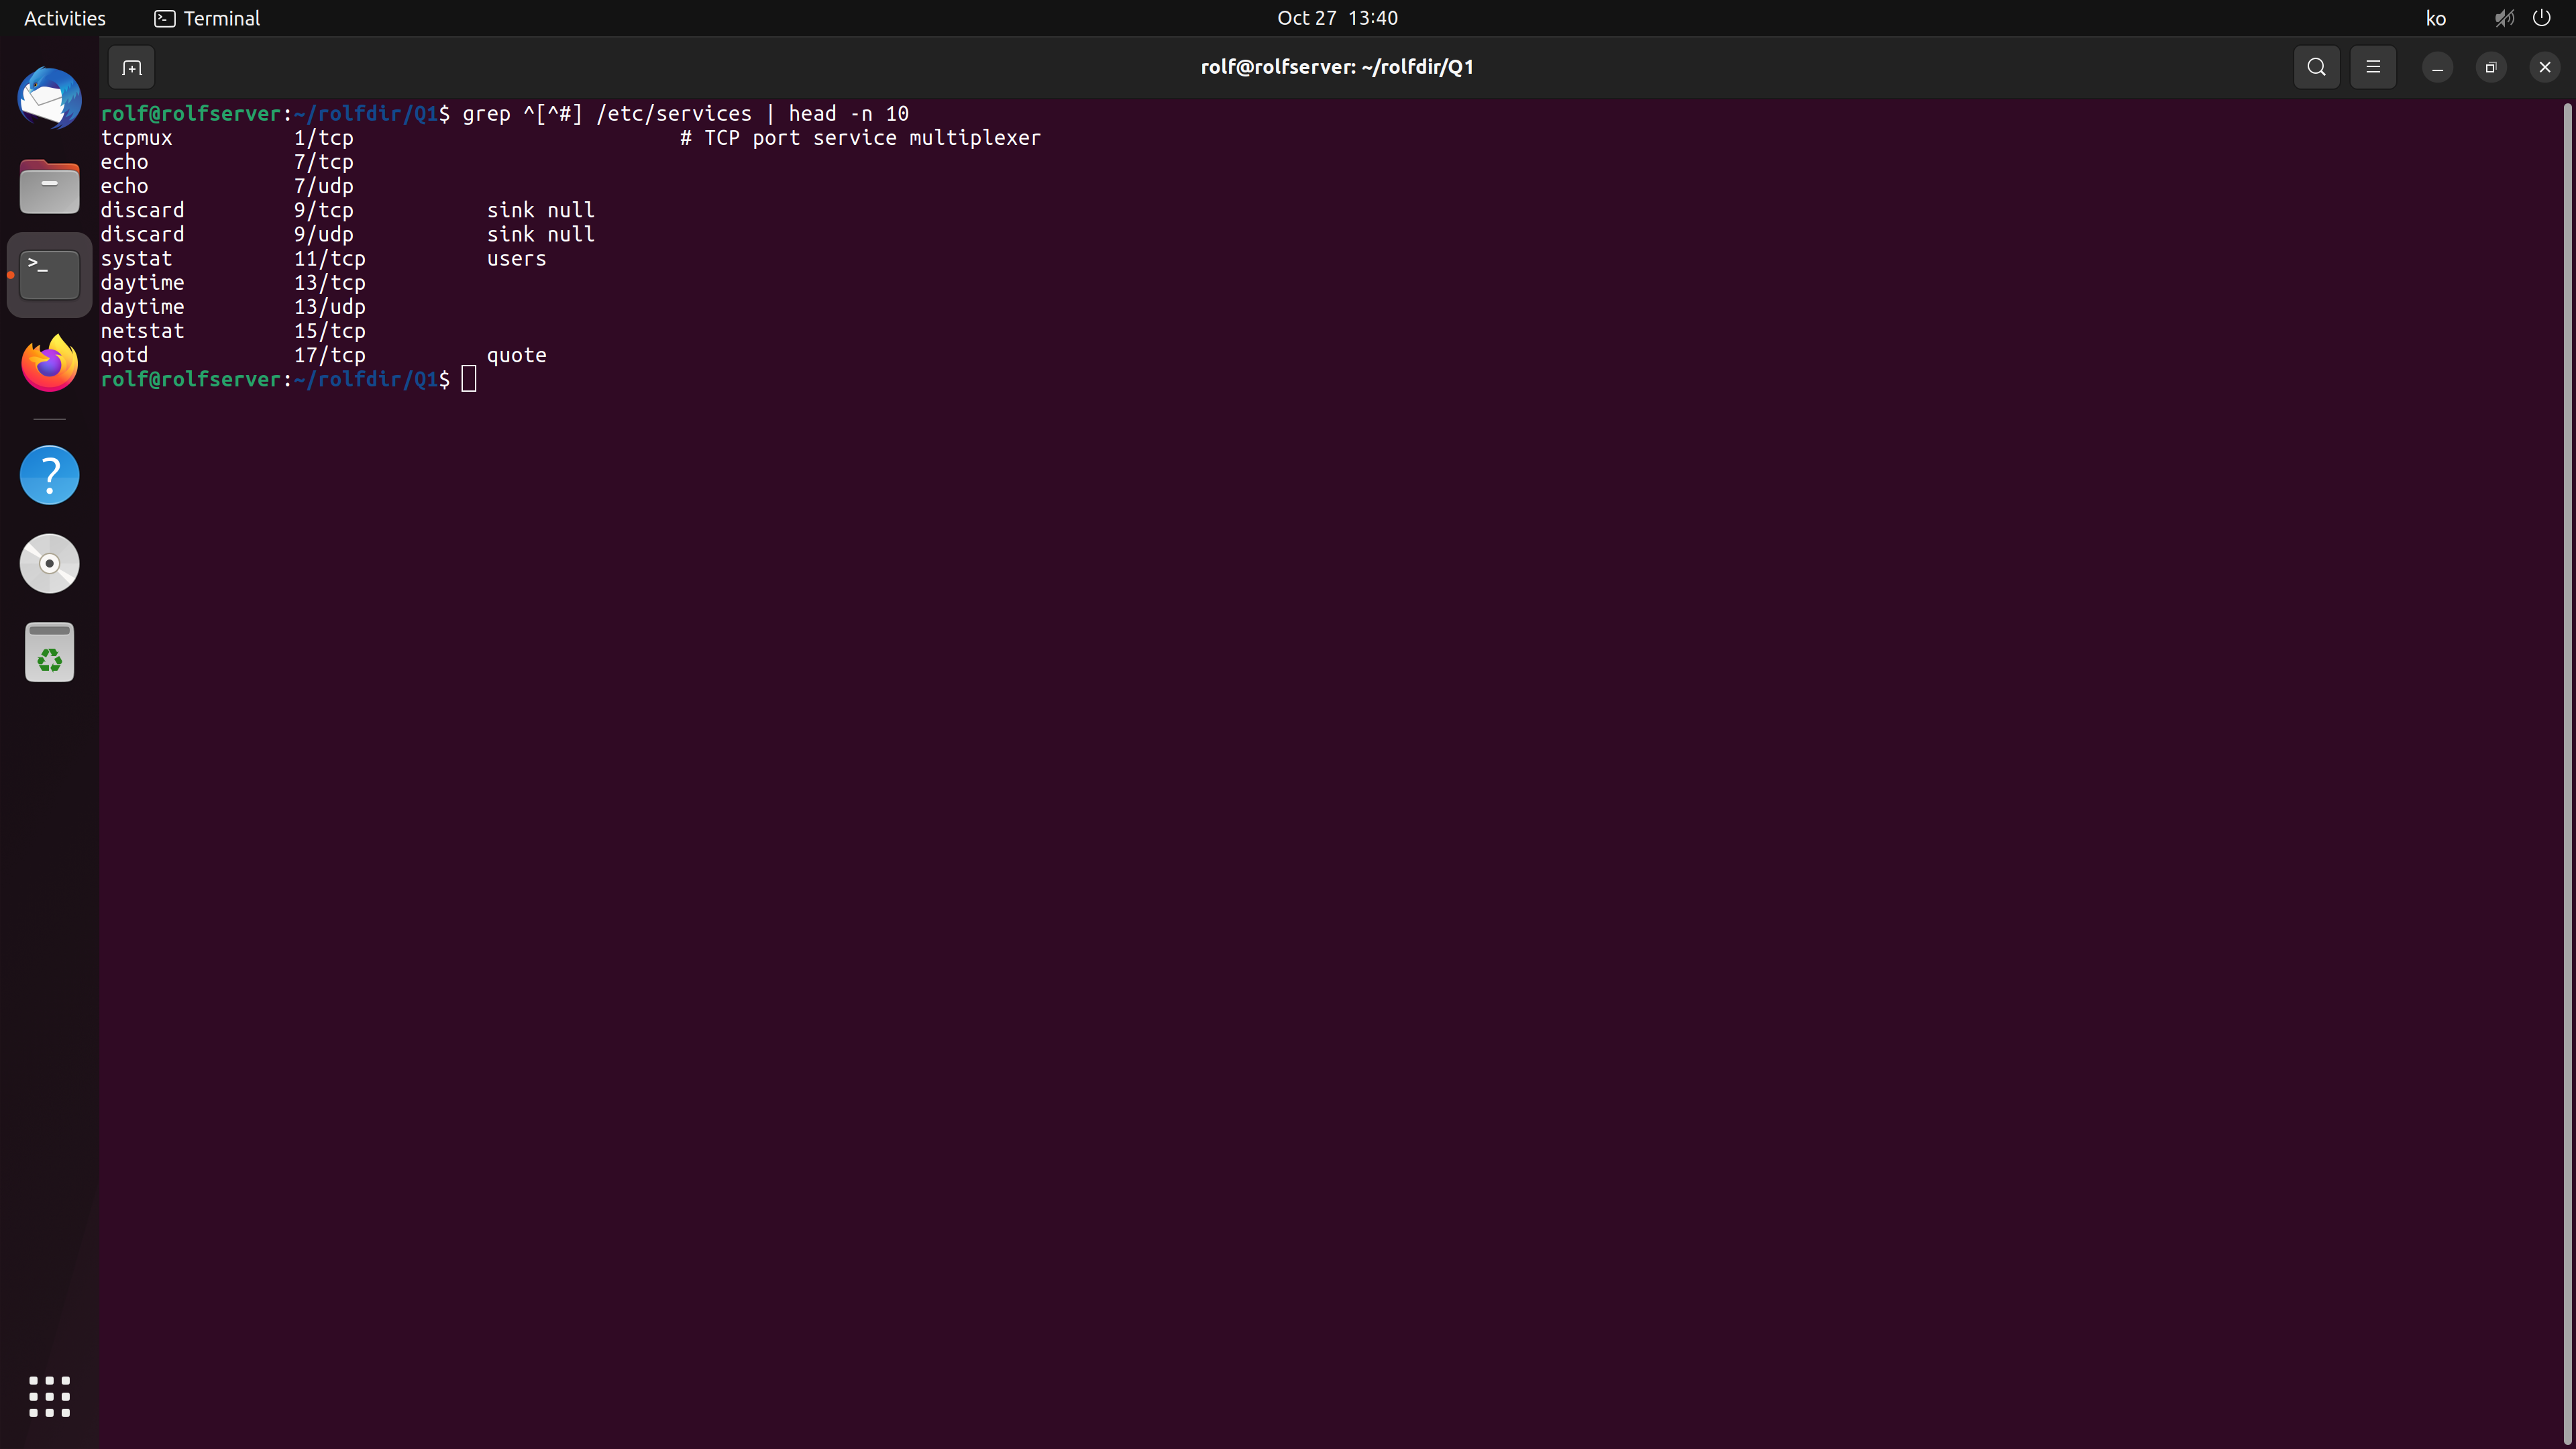 Activities Terminal Oct 27 13:40 ko
rolf@rolfserver: ~/rolfdir/Q1
rolf@rolfserver:~/rolfdir/Q1$ grep ^[^#] /etc/services | head -n 10
tcpmux 1/tcp # TCP port service multiplexer
echo 7/tcp
echo 7/udp
discard 9/tcp sink null
discard 9/udp sink null
systat 11/tcp users
daytime 13/tcp
daytime 13/udp
netstat 15/tcp
qotd 17/tcp quote
rolf@rolfserver:~/rolfdir/Q1$